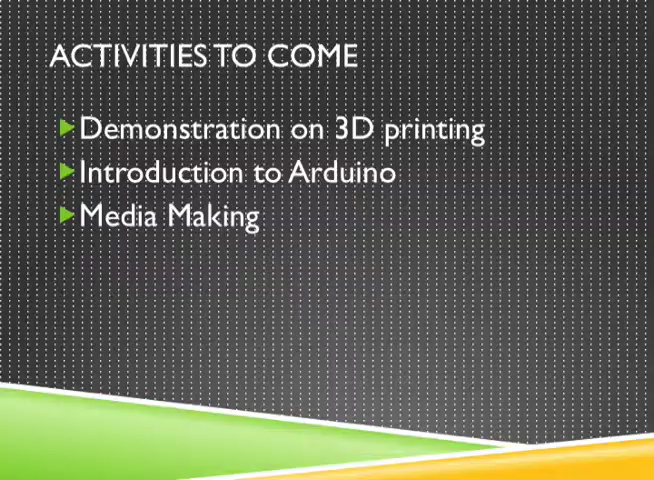 ACTIVITIES TO COME
Demonstration on 3D printing
Introduction to Arduino
Media Making